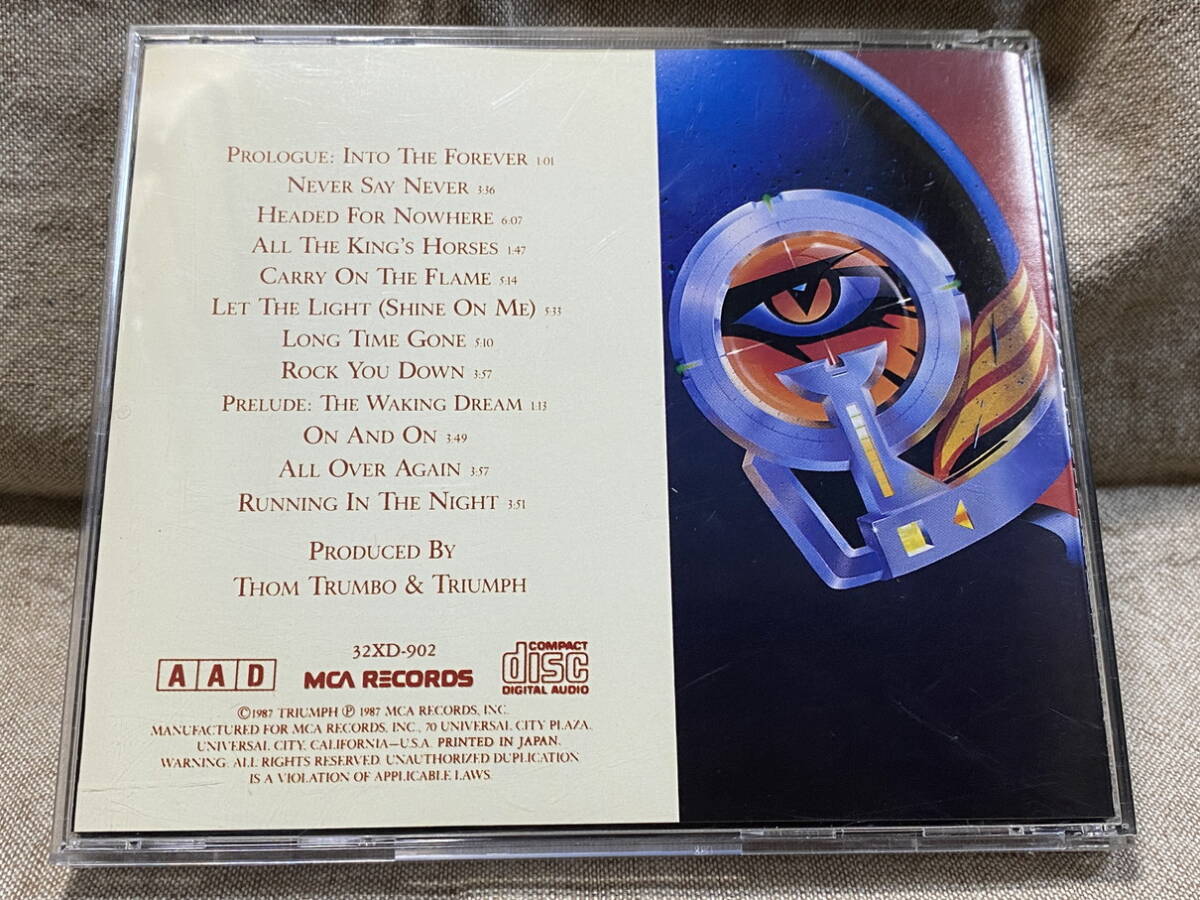 PROLOGUE: INTO THE FOREVER 1:01
NEVER SAY NEVER 3:36
HEADED FOR NOWHERE 6:07
ALL THE KING'S HORSES 1:47
CARRY ON THE FLAME 5:14
LET THE LIGHT (SHINE ON ME) 5:33
LONG TIME GONE 5:10
ROCK YOU DOWN 3:57
PRELUDE: THE WAKING DREAM 1:13
ON AND ON 3:49
ALL OVER AGAIN 3:57
RUNNING IN THE NIGHT 3:51
PRODUCED BY
THOM TRUMBO & TRIUMPH
32XD-902
AAD MCA RECORDS COMPACT disc DIGITAL AUDIO
©1987 TRIUMPH ℗ 1987 MCA RECORDS, INC.
MANUFACTURED FOR MCA RECORDS, INC., 70 UNIVERSAL CITY PLAZA,
UNIVERSAL CITY, CALIFORNIA—U.S.A. PRINTED IN JAPAN.
WARNING: ALL RIGHTS RESERVED. UNAUTHORIZED DUPLICATION
IS A VIOLATION OF APPLICABLE LAWS.